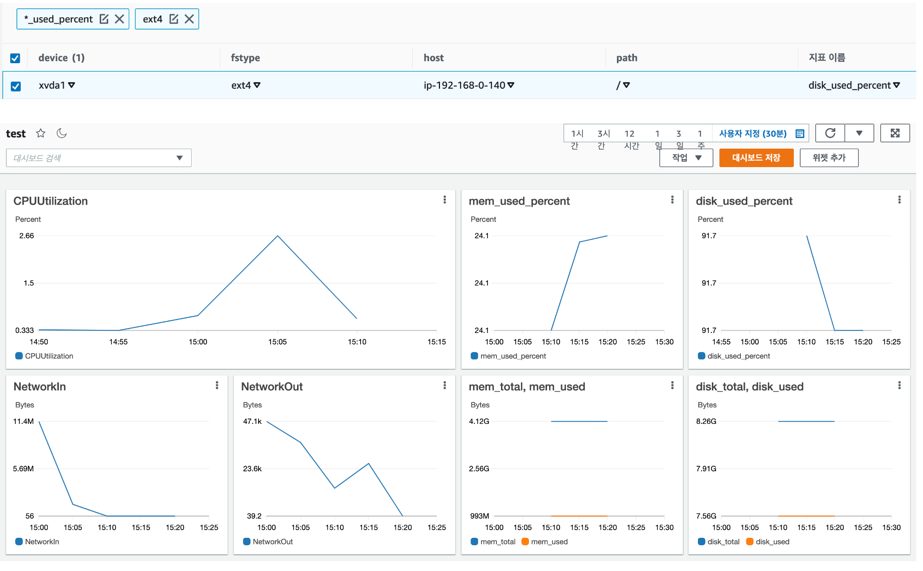 *_used_percent ext4
device (1) fstype host path 지표 이름
xvda1 ext4 ip-192-168-0-140 / disk_used_percent
test 1시간 3시간 12시간 1일 3일 1주 사용자 지정 (30분)
대시보드 검색 작업 대시보드 저장 위젯 추가
CPUUtilization
Percent
2.66
1.5
0.333
14:50 14:55 15:00 15:05 15:10 15:15
CPUUtilization
mem_used_percent
Percent
24.1
24.1
24.1
15:00 15:05 15:10 15:15 15:20 15:25 15:30
mem_used_percent
disk_used_percent
Percent
91.7
91.7
91.7
14:55 15:00 15:05 15:10 15:15 15:20 15:25
disk_used_percent
NetworkIn
Bytes
11.4M
5.69M
56
15:00 15:05 15:10 15:15 15:20 15:25
NetworkIn
NetworkOut
Bytes
47.1k
23.6k
39.2
15:00 15:05 15:10 15:15 15:20 15:25
NetworkOut
mem_total, mem_used
Bytes
4.12G
2.56G
993M
15:00 15:05 15:10 15:15 15:20 15:25 15:30
mem_total mem_used
disk_total, disk_used
Bytes
8.26G
7.91G
7.56G
15:00 15:05 15:10 15:15 15:20 15:25 15:30
disk_total disk_used